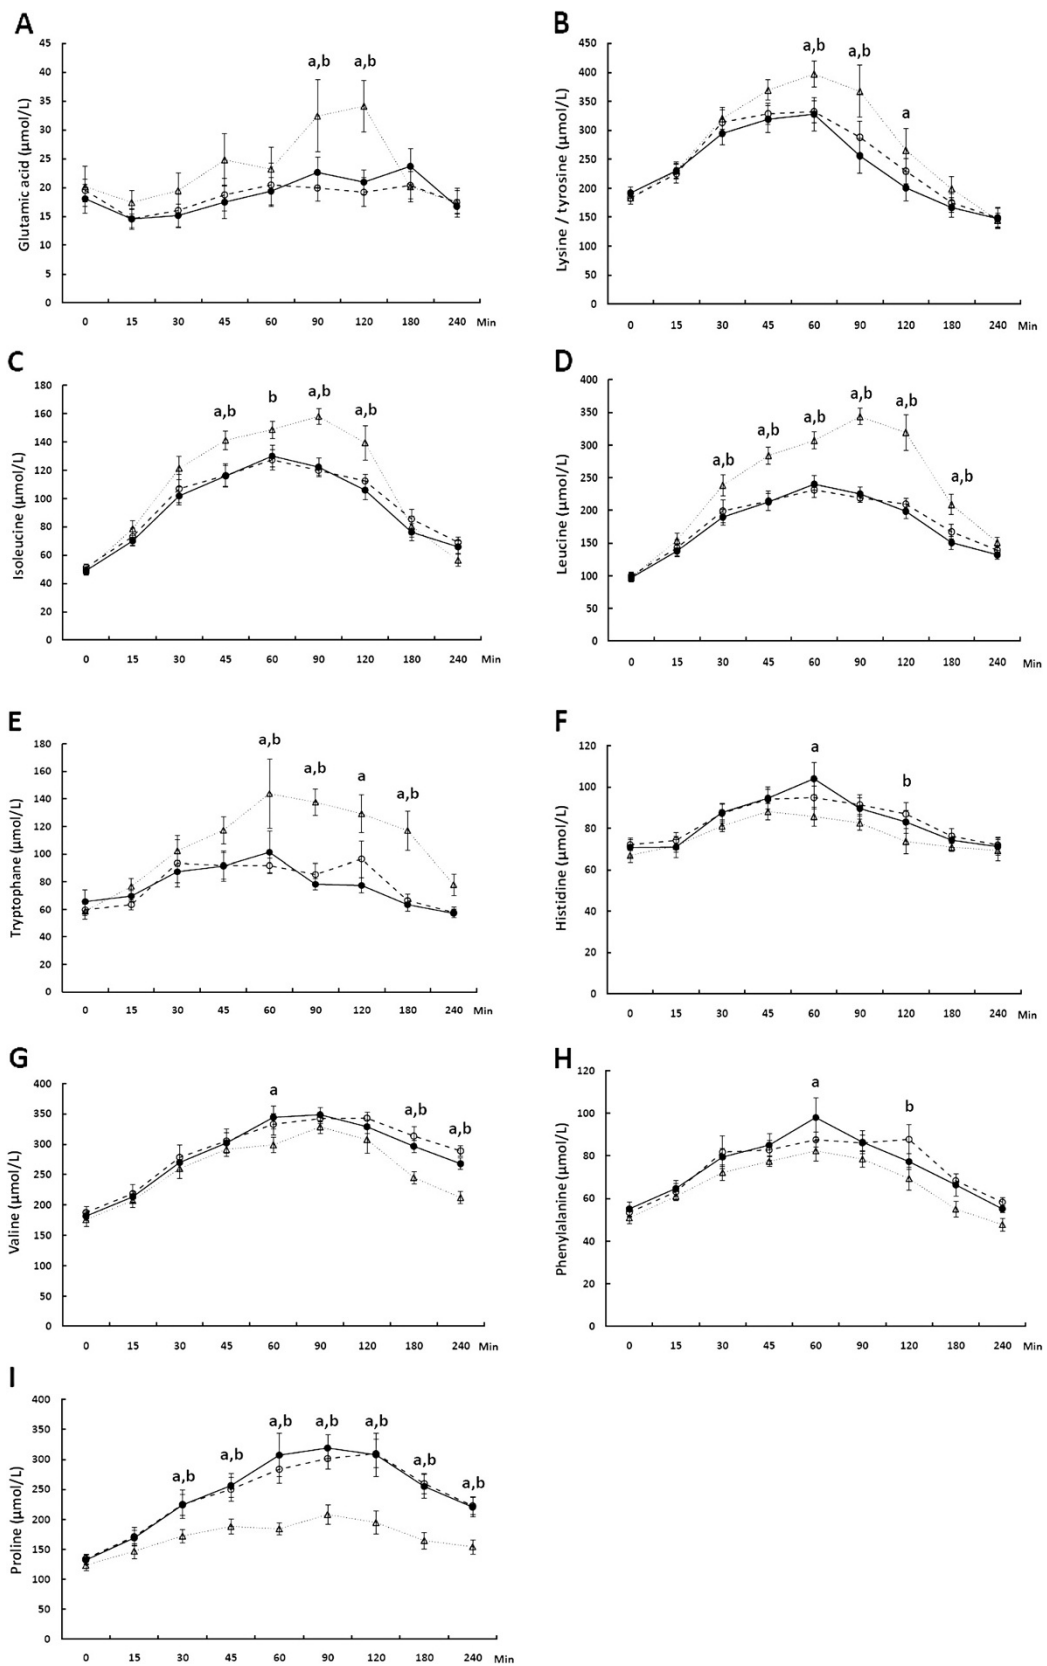 A
Glutamic acid (µmol/L)
45
40
35
30
25
20
15
10
5
0
a,b a,b
0 15 30 45 60 90 120 180 240 Min
B
Lysine / tyrosine (µmol/L)
450
400
350
300
250
200
150
100
50
0
a,b a,b a
0 15 30 45 60 90 120 180 240 Min
C
Isoleucine (µmol/L)
180
160
140
120
100
80
60
40
20
0
a,b b a,b a,b
0 15 30 45 60 90 120 180 240 Min
D
Leucine (µmol/L)
400
350
300
250
200
150
100
50
0
a,b a,b a,b a,b a,b a,b
0 15 30 45 60 90 120 180 240 Min
E
Tryptophane (µmol/L)
180
160
140
120
100
80
60
40
20
0
a,b a,b a a,b
0 15 30 45 60 90 120 180 240 Min
F
Histidine (µmol/L)
120
100
80
60
40
20
0
a b
0 15 30 45 60 90 120 180 240 Min
G
Valine (µmol/L)
400
350
300
250
200
150
100
50
0
a a,b a,b
0 15 30 45 60 90 120 180 240 Min
H
Phenylalanine (µmol/L)
120
100
80
60
40
20
0
a b
0 15 30 45 60 90 120 180 240 Min
I
Proline (µmol/L)
400
350
300
250
200
150
100
50
0
a,b a,b a,b a,b a,b a,b a,b
0 15 30 45 60 90 120 180 240 Min